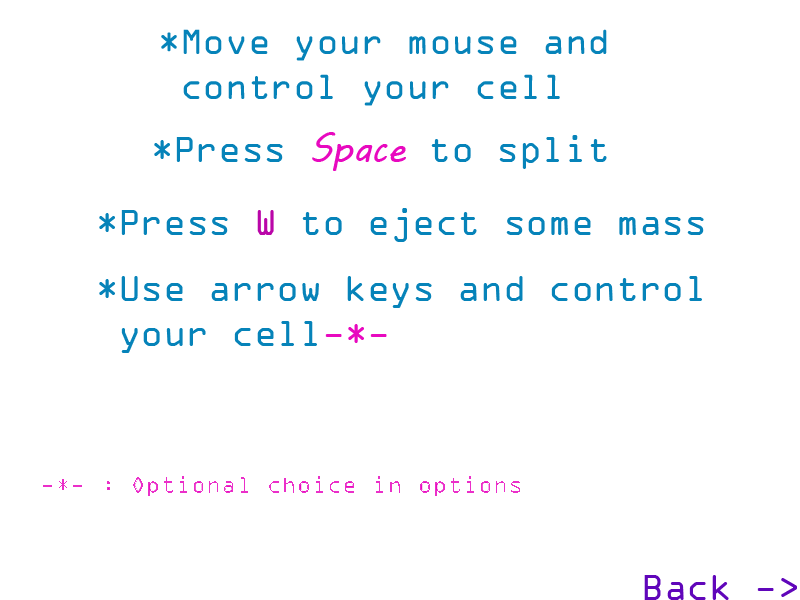 *Move your mouse and
control your cell
*Press Space to split
*Press W to eject some mass
*Use arrow keys and control
your cell-*-
-*- : Optional choice in options
Back ->